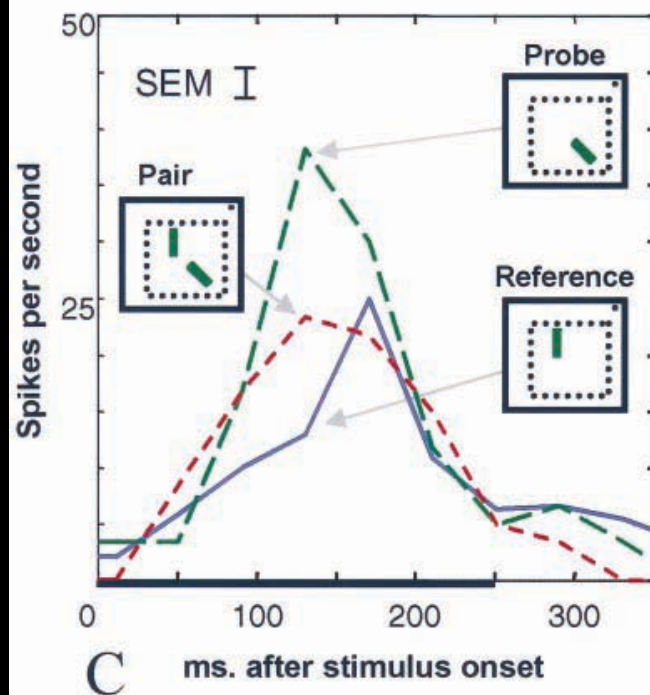 50
SEM
Probe
Pair
Reference
25
Spikes per second
0 100 200 300
C ms. after stimulus onset